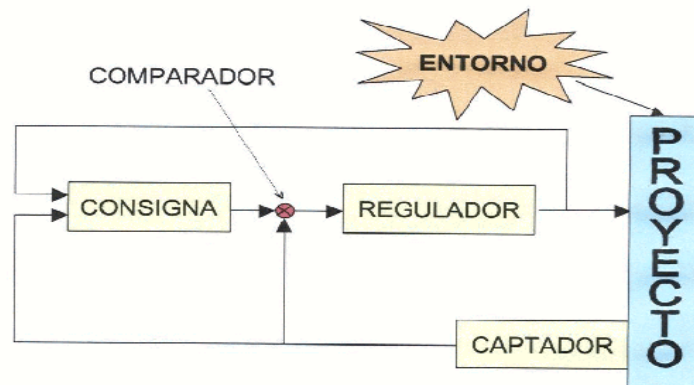 ENTORNO
COMPARADOR
CONSIGNA
REGULADOR
PROYECTO
CAPTADOR